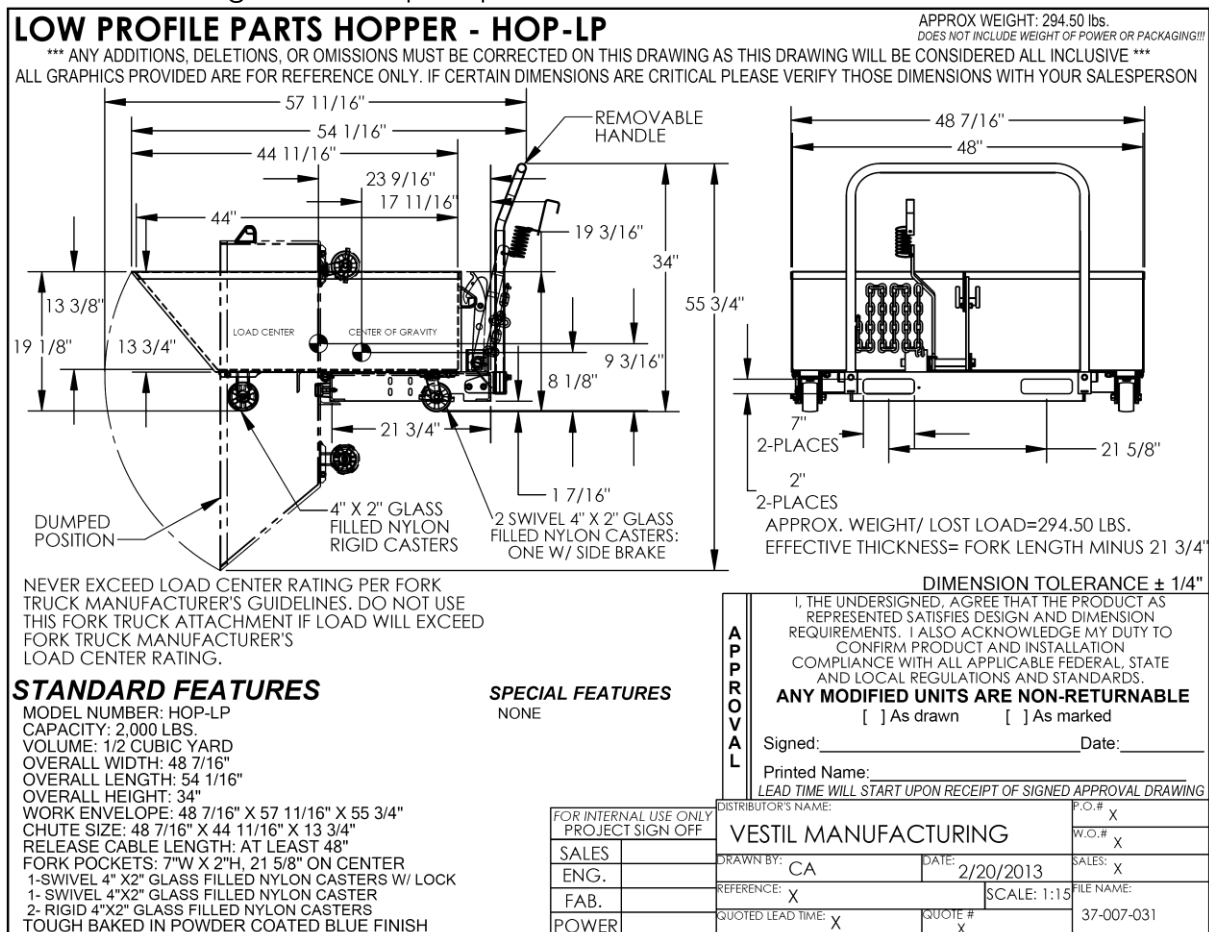 LOW PROFILE PARTS HOPPER - HOP-LP
APPROX WEIGHT: 294.50 lbs.
DOES NOT INCLUDE WEIGHT OF POWER OR PACKAGING!!!
*** ANY ADDITIONS, DELETIONS, OR OMISSIONS MUST BE CORRECTED ON THIS DRAWING AS THIS DRAWING WILL BE CONSIDERED ALL INCLUSIVE ***
ALL GRAPHICS PROVIDED ARE FOR REFERENCE ONLY. IF CERTAIN DIMENSIONS ARE CRITICAL PLEASE VERIFY THOSE DIMENSIONS WITH YOUR SALESPERSON
57 11/16"
54 1/16"
44 11/16"
23 9/16"
17 11/16"
44"
REMOVABLE
HANDLE
19 3/16"
34"
55 3/4"
13 3/8"
19 1/8"
13 3/4"
LOAD CENTER
CENTER OF GRAVITY
9 3/16"
8 1/8"
21 3/4"
1 7/16"
DUMPED
POSITION
4" X 2" GLASS
FILLED NYLON
RIGID CASTERS
2 SWIVEL 4" X 2" GLASS
FILLED NYLON CASTERS:
ONE W/ SIDE BRAKE
48 7/16"
48"
7"
2-PLACES
21 5/8"
2"
2-PLACES
APPROX. WEIGHT/ LOST LOAD=294.50 LBS.
EFFECTIVE THICKNESS= FORK LENGTH MINUS 21 3/4"
NEVER EXCEED LOAD CENTER RATING PER FORK
TRUCK MANUFACTURER'S GUIDELINES. DO NOT USE
THIS FORK TRUCK ATTACHMENT IF LOAD WILL EXCEED
FORK TRUCK MANUFACTURER'S
LOAD CENTER RATING.
DIMENSION TOLERANCE ± 1/4"
APPROVAL
I, THE UNDERSIGNED, AGREE THAT THE PRODUCT AS
REPRESENTED SATISFIES DESIGN AND DIMENSION
REQUIREMENTS. I ALSO ACKNOWLEDGE MY DUTY TO
CONFIRM PRODUCT AND INSTALLATION
COMPLIANCE WITH ALL APPLICABLE FEDERAL, STATE
AND LOCAL REGULATIONS AND STANDARDS.
ANY MODIFIED UNITS ARE NON-RETURNABLE
[ ] As drawn [ ] As marked
Signed: Date:
Printed Name:
LEAD TIME WILL START UPON RECEIPT OF SIGNED APPROVAL DRAWING
STANDARD FEATURES
MODEL NUMBER: HOP-LP
CAPACITY: 2,000 LBS.
VOLUME: 1/2 CUBIC YARD
OVERALL WIDTH: 48 7/16"
OVERALL LENGTH: 54 1/16"
OVERALL HEIGHT: 34"
WORK ENVELOPE: 48 7/16" X 57 11/16" X 55 3/4"
CHUTE SIZE: 48 7/16" X 44 11/16" X 13 3/4"
RELEASE CABLE LENGTH: AT LEAST 48"
FORK POCKETS: 7"W X 2"H, 21 5/8" ON CENTER
1-SWIVEL 4" X2" GLASS FILLED NYLON CASTERS W/ LOCK
1- SWIVEL 4"X2" GLASS FILLED NYLON CASTER
2- RIGID 4"X2" GLASS FILLED NYLON CASTERS
TOUGH BAKED IN POWDER COATED BLUE FINISH
SPECIAL FEATURES
NONE
FOR INTERNAL USE ONLY
PROJECT SIGN OFF
SALES
ENG.
FAB.
POWER
DISTRIBUTOR'S NAME:
VESTIL MANUFACTURING
P.O.# X
W.O.# X
DRAWN BY: CA
DATE: 2/20/2013
SALES: X
REFERENCE: X
SCALE: 1:15
FILE NAME:
37-007-031
QUOTED LEAD TIME: X
QUOTE # X